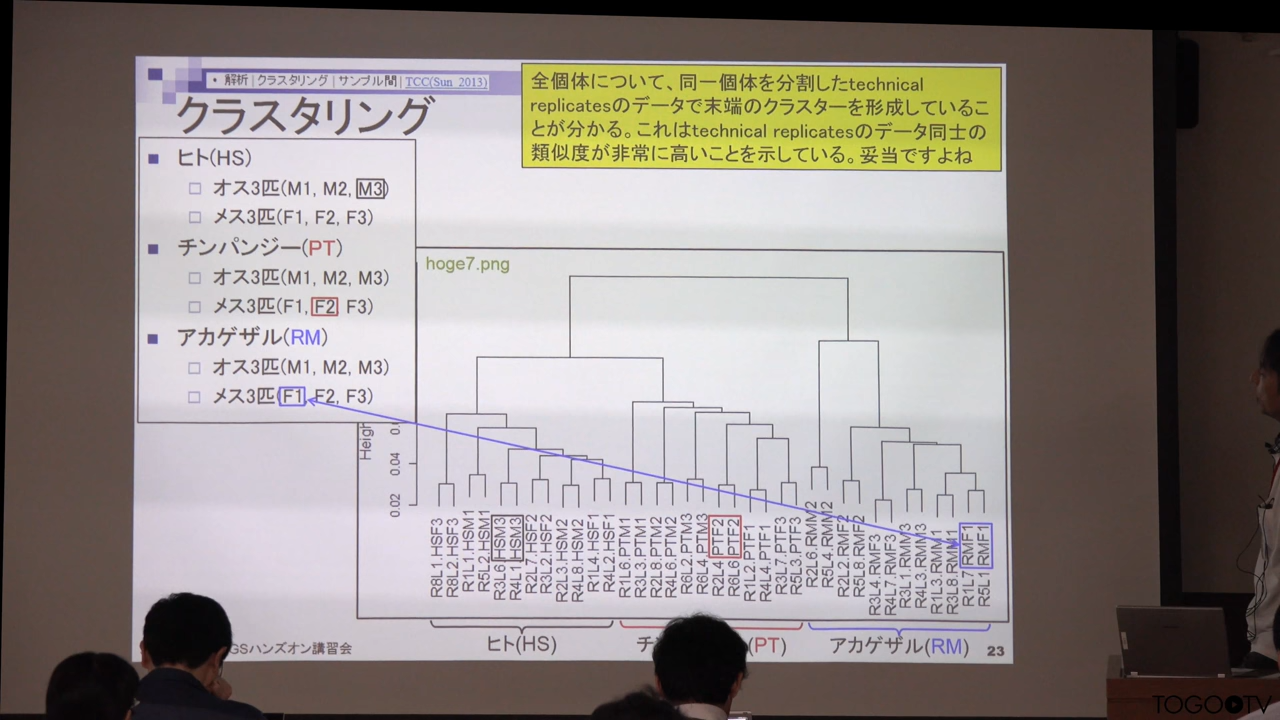 • 解析 | クラスタリング | サンプル間 | TCC(Sun_2013)
クラスタリング
全個体について、同一個体を分割したtechnical
replicatesのデータで末端のクラスターを形成しているこ
とが分かる。これはtechnical replicatesのデータ同士の
類似度が非常に高いことを示している。妥当ですよね
■ ヒト(HS)
□ オス3匹(M1, M2, M3)
□ メス3匹(F1, F2, F3)
■ チンパンジー(PT)
□ オス3匹(M1, M2, M3)
□ メス3匹(F1, F2, F3)
■ アカゲザル(RM)
□ オス3匹(M1, M2, M3)
□ メス3匹(F1, F2, F3)
hoge7.png
0.04
0.02
R8L1.HSF3
R8L2.HSF3
R1L1.HSM1
R5L2.HSM1
R3L6.HSM3
R4L1.HSM3
R2L7.HSF2
R3L2.HSF2
R2L3.HSM2
R4L8.HSM2
R1L4.HSF1
R4L2.HSF1
R1L6.PTM1
R3L3.PTM1
R2L8.PTM2
R4L6.PTM2
R6L2.PTM3
R6L4.PTM3
R2L4.PTF2
R6L6.PTF2
R1L2.PTF1
R4L4.PTF1
R3L7.PTF3
R5L3.PTF3
R2L6.RMM2
R5L4.RMM2
R2L2.RMF2
R5L8.RMF2
R3L4.RMF3
R4L7.RMF3
R3L1.RMM3
R4L3.RMM3
R1L3.RMM1
R3L8.RMM1
R1L7.RMF1
R5L1.RMF1
ヒト(HS)
(PT)
アカゲザル(RM)
GSハンズオン講習会
23
TOGOTV